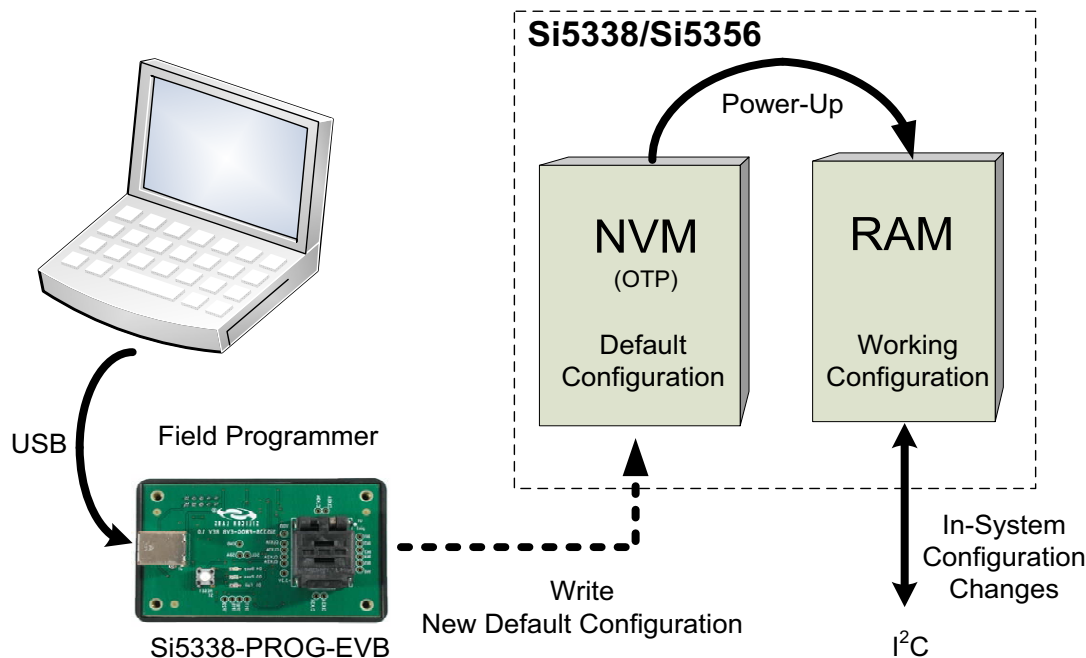 Si5338/Si5356
Power-Up
NVM
(OTP)
Default
Configuration
RAM
Working
Configuration
USB
Field Programmer
Si5338-PROG-EVB
Write
New Default Configuration
In-System
Configuration
Changes
I²C